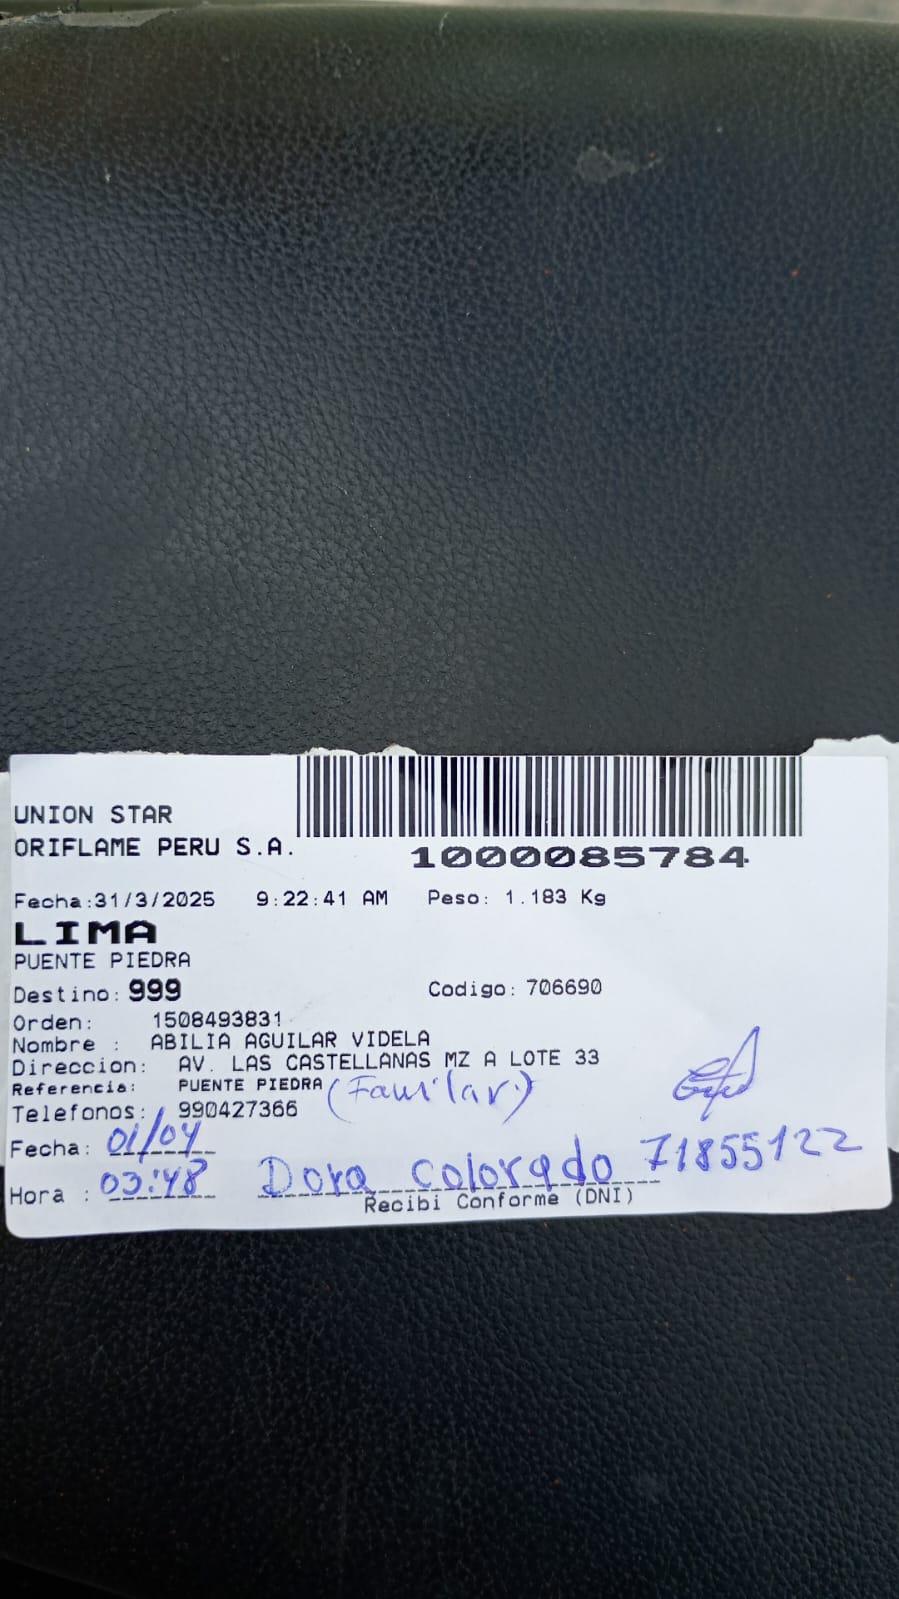 UNION STAR
ORIFLAME PERU S.A.
1000085784
Fecha:31/3/2025 9:22:41 AM Peso: 1.183 Kg
LIMA
PUENTE PIEDRA
Destino: 999 Codigo: 706690
Orden: 1508493831
Nombre : ABILIA AGUILAR VIDELA
Direccion: AV. LAS CASTELLANAS MZ A LOTE 33
Referencia: PUENTE PIEDRA (Familiar)
Telefonos: 990427366
Fecha: 01/04
Hora : 03:48 Dora Colorado 71855122
Recibi Conforme (DNI)